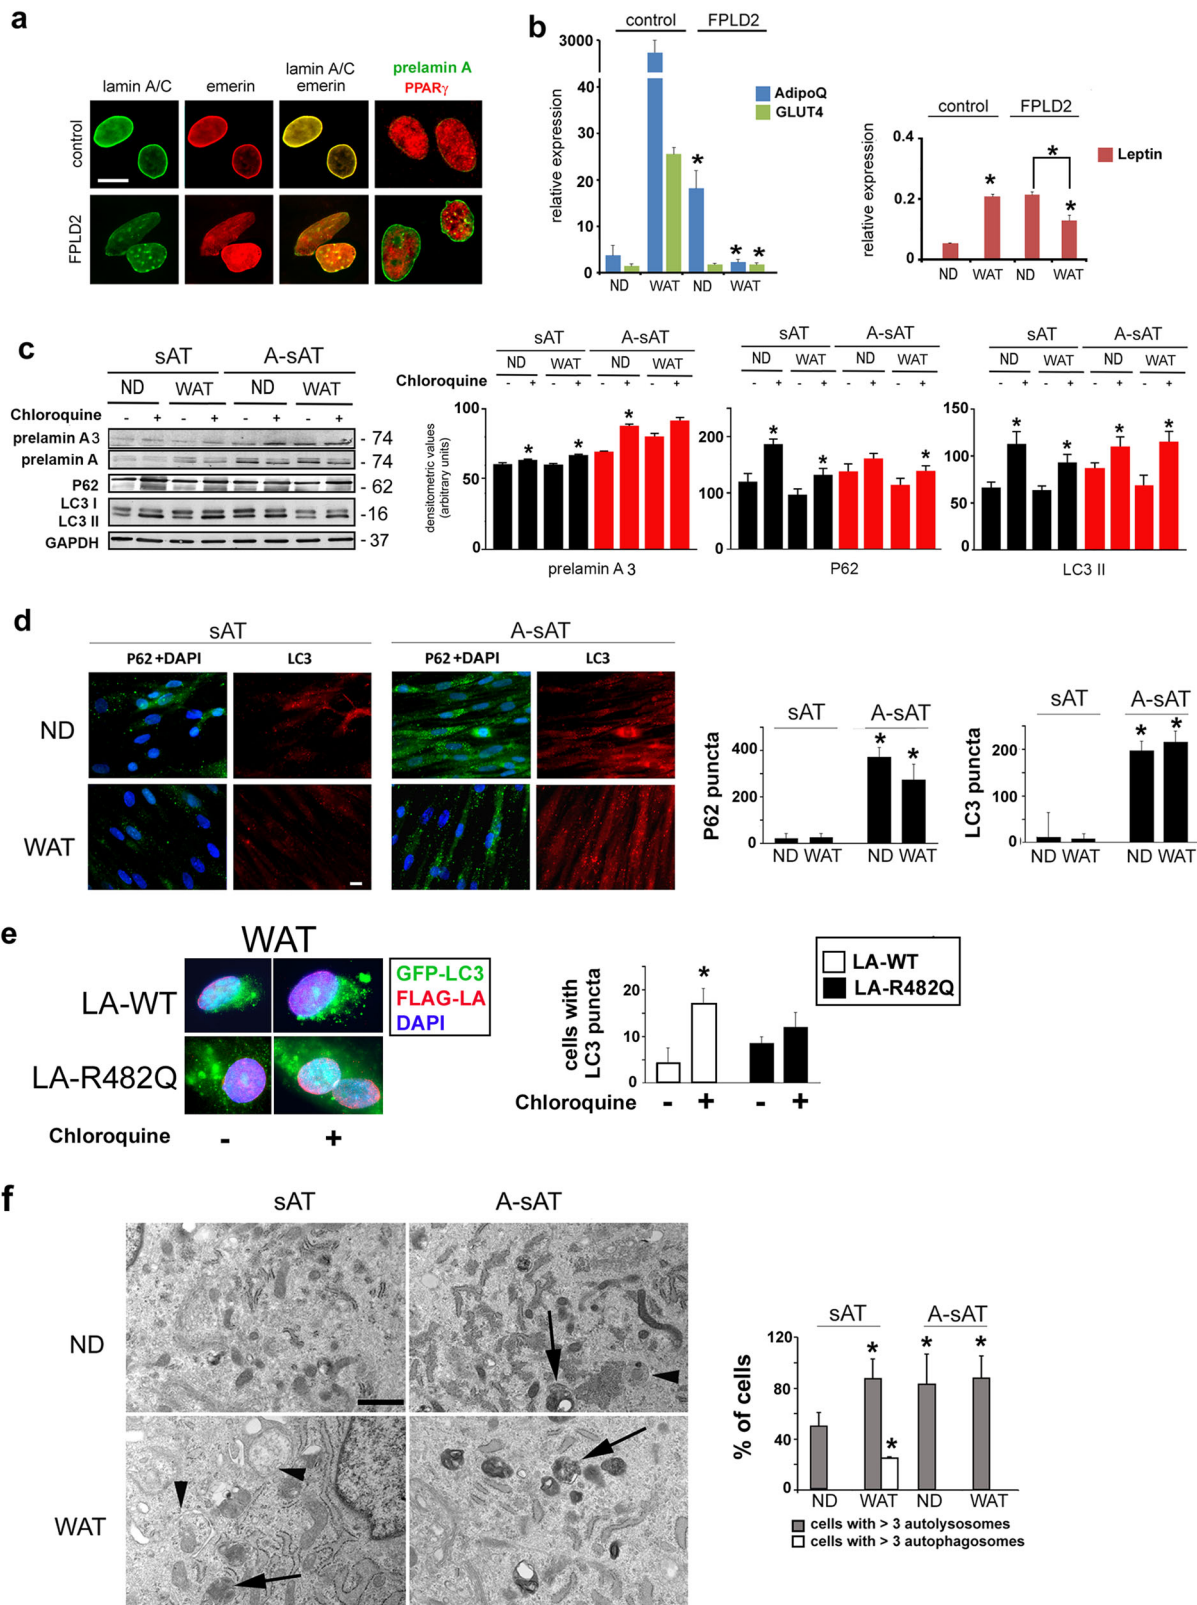 a
lamin A/C emerin lamin A/C emerin prelamin A PPARγ
control
FPLD2
b
control FPLD2
3000
40
30
20
10
0
relative expression
AdipoQ
GLUT4
* * *
ND WAT ND WAT
control FPLD2
0.4
0.2
0
relative expression
Leptin
* * *
ND WAT ND WAT
c
sAT A-sAT
ND WAT ND WAT
Chloroquine - + - + - + - +
prelamin A3 - 74
prelamin A - 74
P62 - 62
LC3 I
LC3 II -16
GAPDH - 37
sAT A-sAT
ND WAT ND WAT
Chloroquine - + - + - + - +
100
50
0
densitometric values
(arbitrary units)
* * *
prelamin A 3
sAT A-sAT
ND WAT ND WAT
- + - + - + - +
200
100
0
* * *
P62
sAT A-sAT
ND WAT ND WAT
- + - + - + - +
150
100
50
0
* * * *
LC3 II
d
sAT A-sAT
P62 +DAPI LC3 P62 +DAPI LC3
ND
WAT
sAT A-sAT
400
200
0
P62 puncta
* *
ND WAT ND WAT
sAT A-sAT
200
100
0
LC3 puncta
* *
ND WAT ND WAT
e
WAT
LA-WT
LA-R482Q
Chloroquine - +
GFP-LC3
FLAG-LA
DAPI
20
10
0
cells with
LC3 puncta
*
Chloroquine - + - +
LA-WT
LA-R482Q
f
sAT A-sAT
ND
WAT
sAT A-sAT
120
80
40
0
% of cells
* * * *
ND WAT ND WAT
cells with > 3 autolysosomes
cells with > 3 autophagosomes